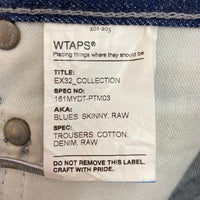 WTAPS®
Placing things where they should be.
TITLE:
EX32_COLLECTION
SPEC NO:
161MYDT-PTM03
AKA:
BLUES. SKINNY. RAW
SPEC:
TROUSERS. COTTON.
DENIM. RAW
DO NOT REMOVE THIS LABEL.
CRAFT WITH PRIDE.